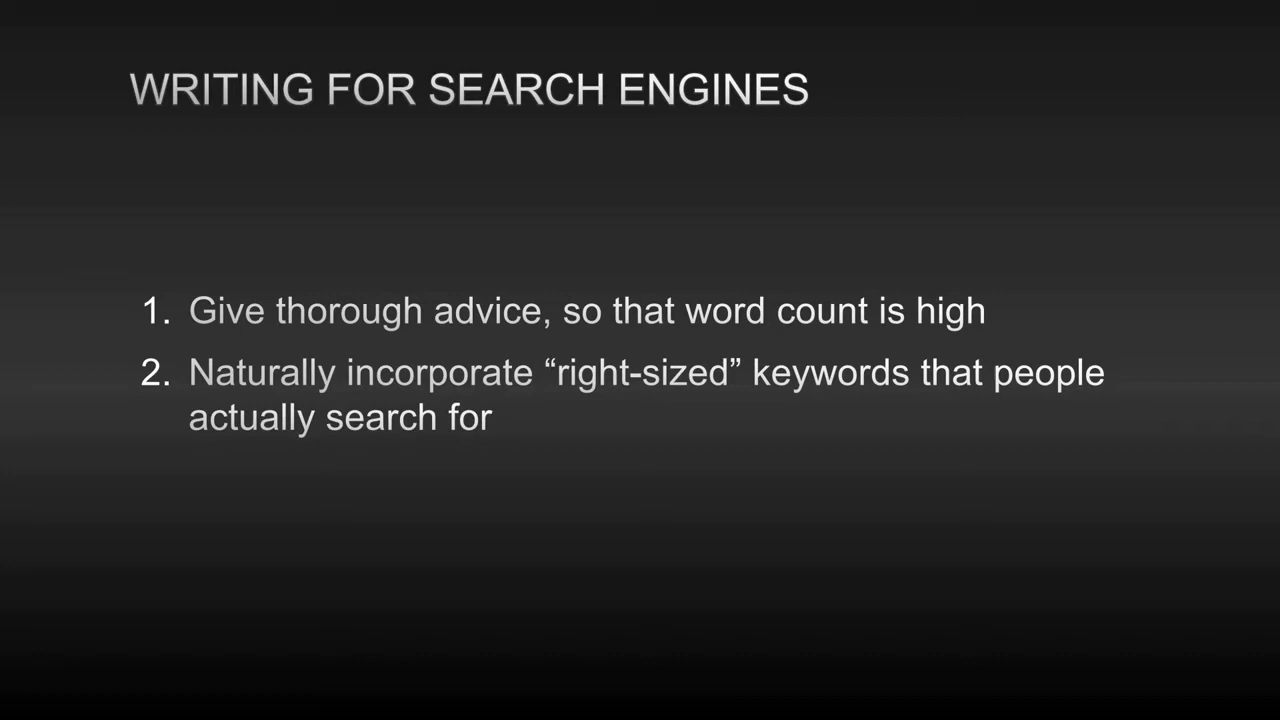 WRITING FOR SEARCH ENGINES
1. Give thorough advice, so that word count is high
2. Naturally incorporate “right-sized” keywords that people
actually search for